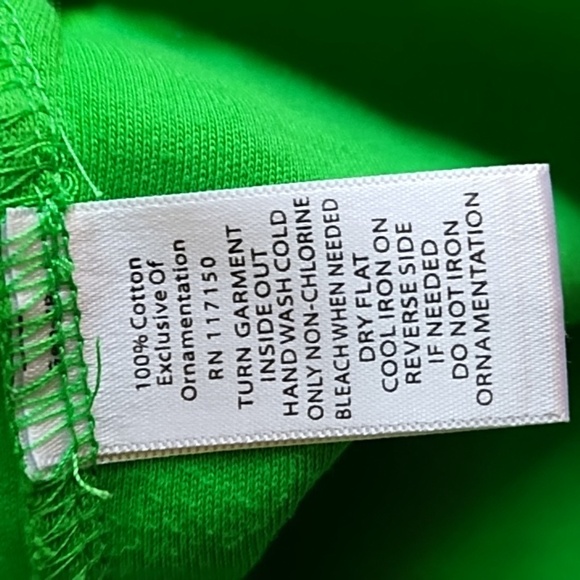 100% Cotton
Exclusive Of
Ornamentation
RN 117150
TURN GARMENT
INSIDE OUT
HAND WASH COLD
ONLY NON-CHLORINE
BLEACH WHEN NEEDED
DRY FLAT
COOL IRON ON
REVERSE SIDE
IF NEEDED
DO NOT IRON
ORNAMENTATION